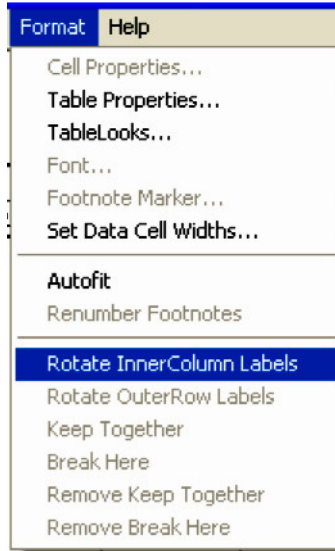 Format Help
Cell Properties...
Table Properties...
TableLooks...
Font...
Footnote Marker...
Set Data Cell Widths...
Autofit
Renumber Footnotes
Rotate InnerColumn Labels
Rotate OuterRow Labels
Keep Together
Break Here
Remove Keep Together
Remove Break Here